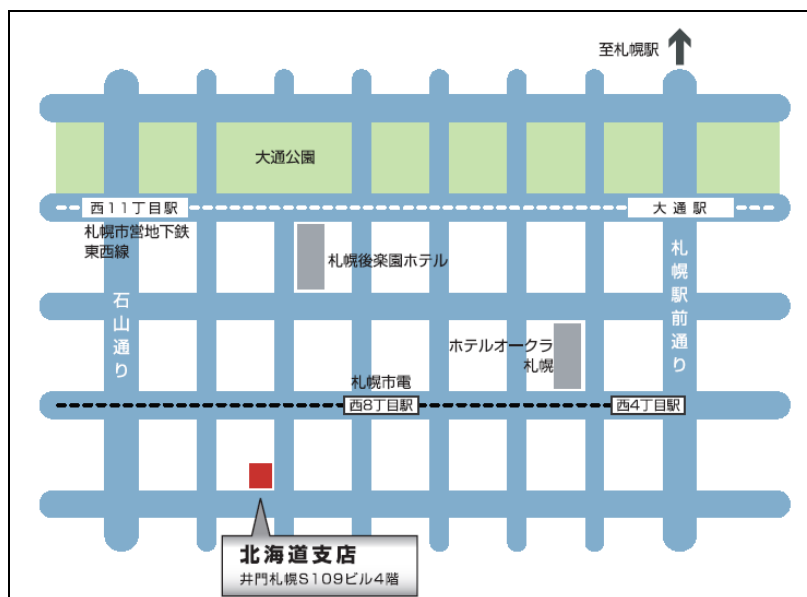 至札幌駅
大通公園
西11丁目駅
大通駅
札幌市営地下鉄
東西線
札幌後楽園ホテル
札幌駅前通り
石山通り
ホテルオークラ
札幌
札幌市電
西8丁目駅
西4丁目駅
北海道支店
井門札幌S109ビル4階